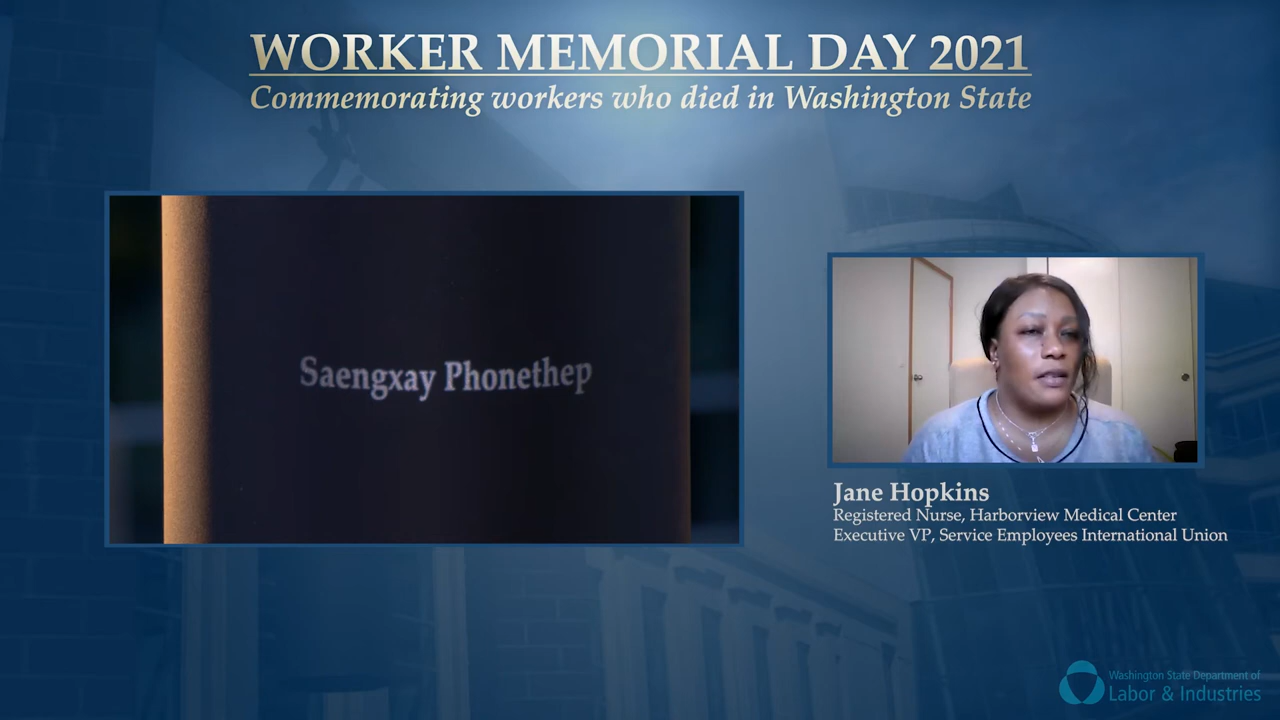 WORKER MEMORIAL DAY 2021
Commemorating workers who died in Washington State
Saengxay Phonethep
Jane Hopkins
Registered Nurse, Harborview Medical Center
Executive VP, Service Employees International Union
Washington State Department of
Labor & Industries